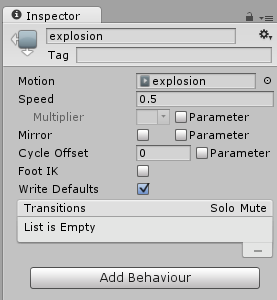 Inspector
explosion
Tag
Motion explosion
Speed 0.5
Multiplier Parameter
Mirror Parameter
Cycle Offset 0 Parameter
Foot IK
Write Defaults
Transitions Solo Mute
List is Empty
Add Behaviour